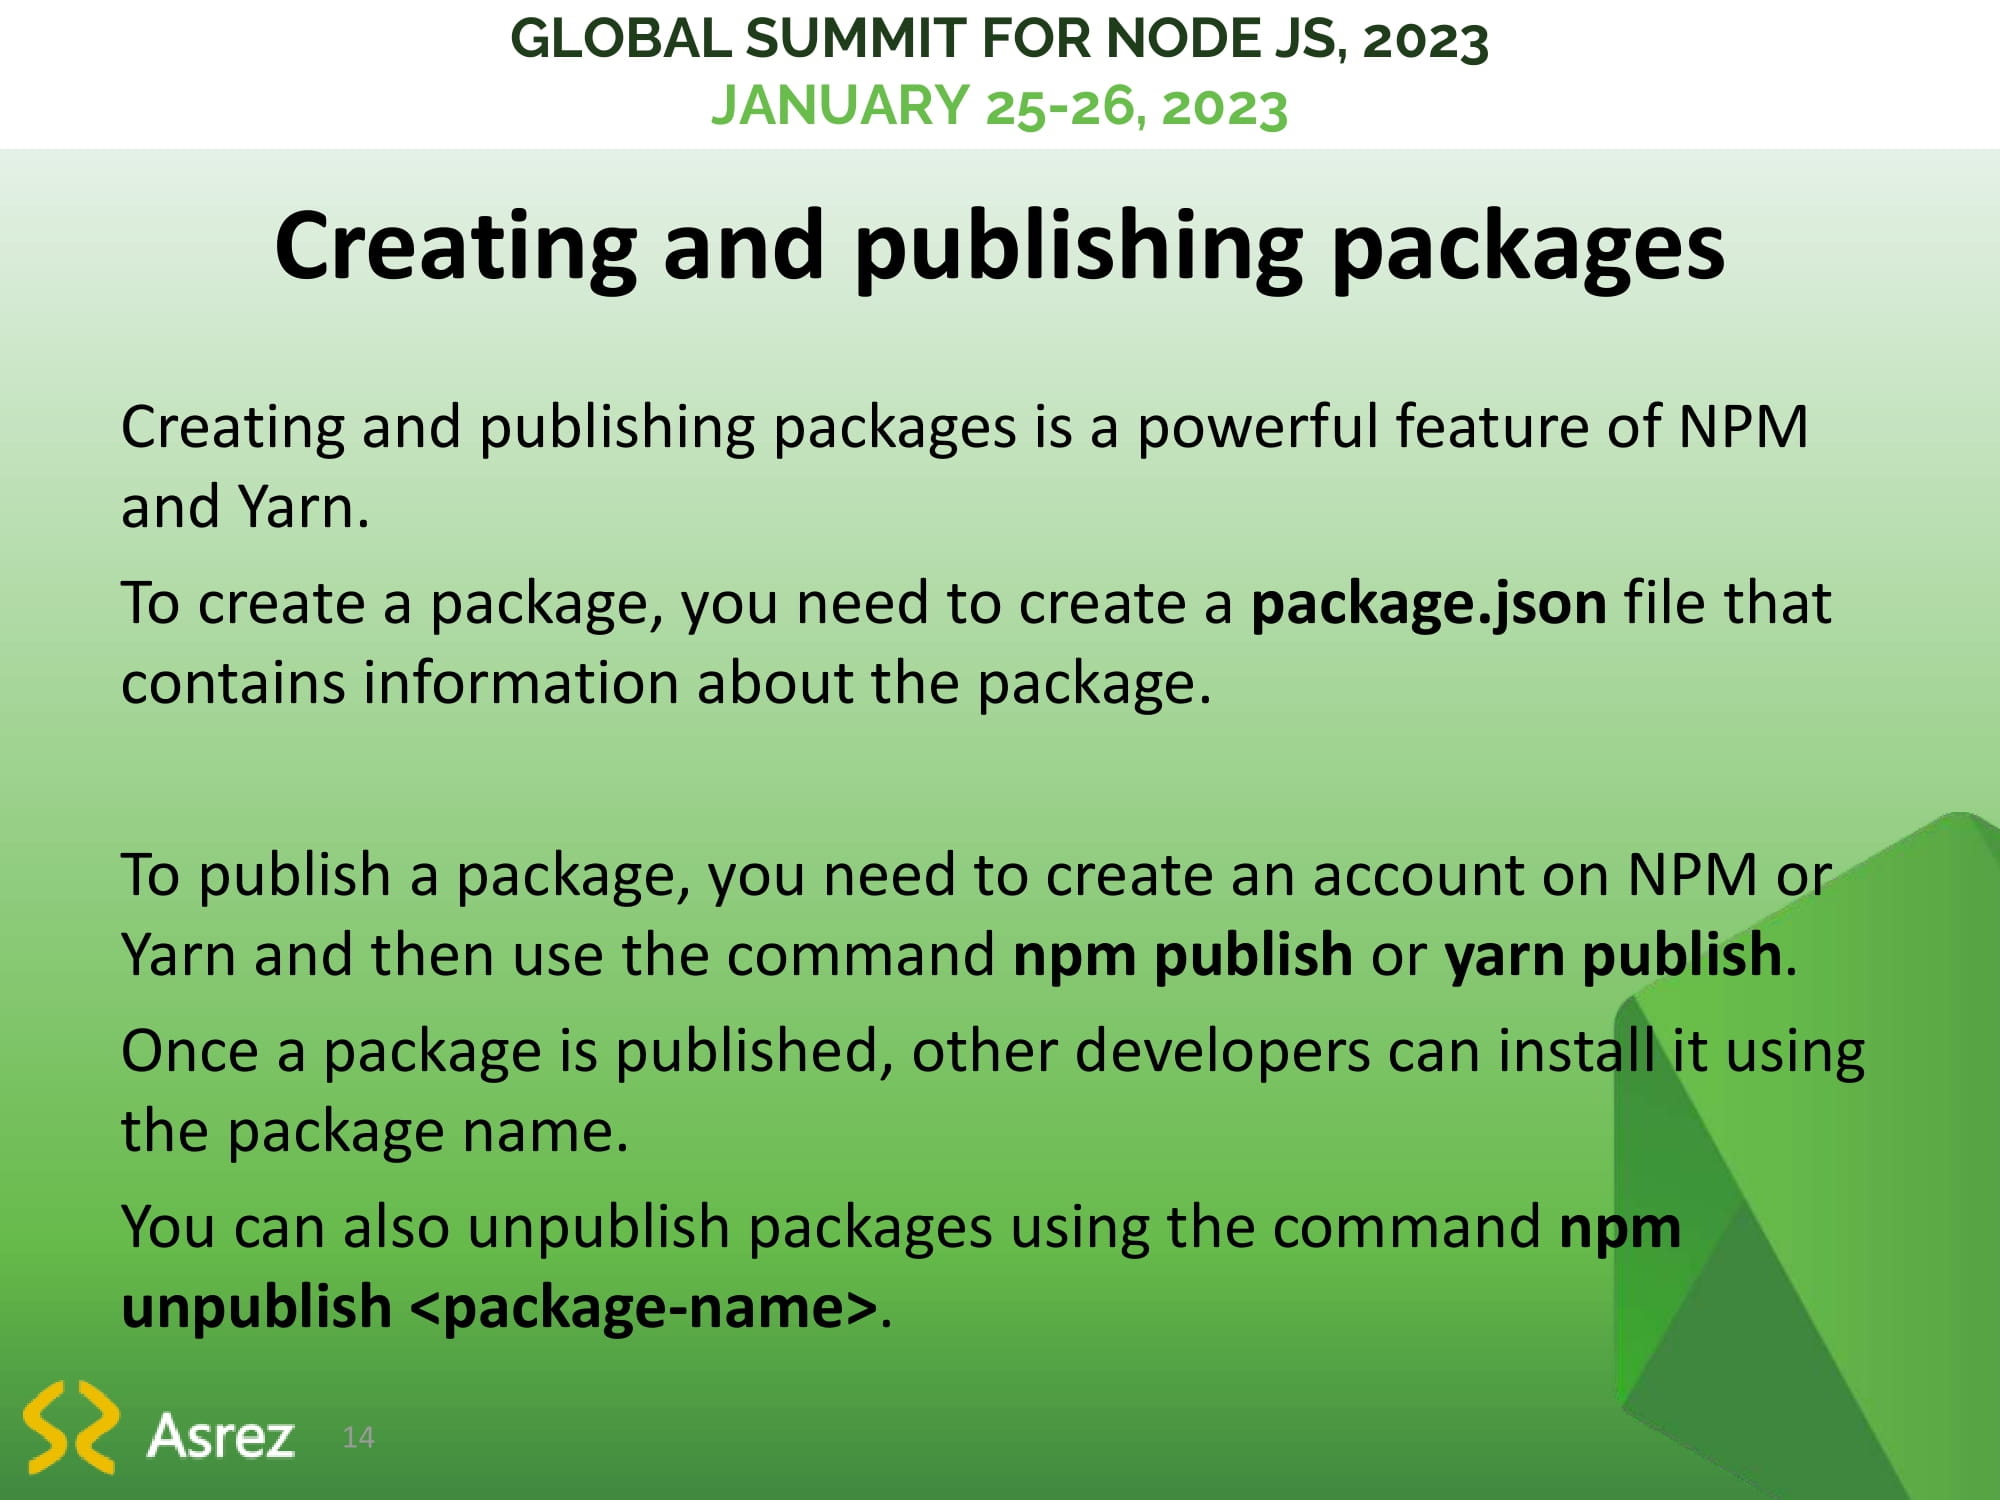 GLOBAL SUMMIT FOR NODE JS, 2023
JANUARY 25-26, 2023
Creating and publishing packages
Creating and publishing packages is a powerful feature of NPM
and Yarn.
To create a package, you need to create a package.json file that
contains information about the package.
To publish a package, you need to create an account on NPM or
Yarn and then use the command npm publish or yarn publish.
Once a package is published, other developers can install it using
the package name.
You can also unpublish packages using the command npm
unpublish <package-name>.
Asrez 14